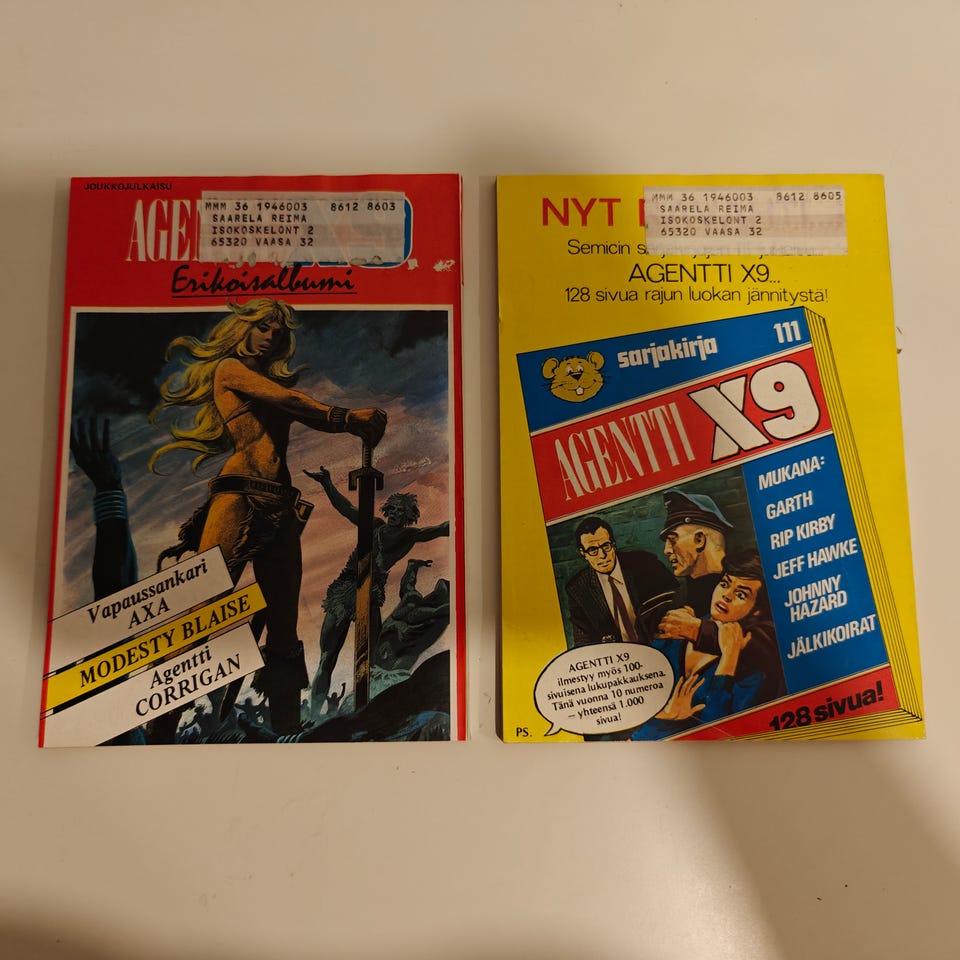 JOUKKOJULKAISU
MMM 36 1946003 8612 8603
SAARELA REIMA
ISOKOSKELONT 2
65320 VAASA 32
Erikoisalbumi
Vapaussankari
AXA
MODESTY BLAISE
Agentti
CORRIGAN
NYT
MMM 36 1946003 8612 8605
SAARELA REIMA
ISOKOSKELONT 2
65320 VAASA 32
Semicin
AGENTTI X9...
128 sivua rajun luokan jännitystä!
sarjakirja
111
AGENTTI X9
MUKANA:
GARTH
RIP KIRBY
JEFF HAWKE
JOHNNY
HAZARD
JÄLKIKOIRAT
128 sivua!
AGENTTI X9
ilmestyy myös 100-
sivuisena lukupakkauksena.
Tänä vuonna 10 numeroa
– yhteensä 1.000
sivua!
PS.